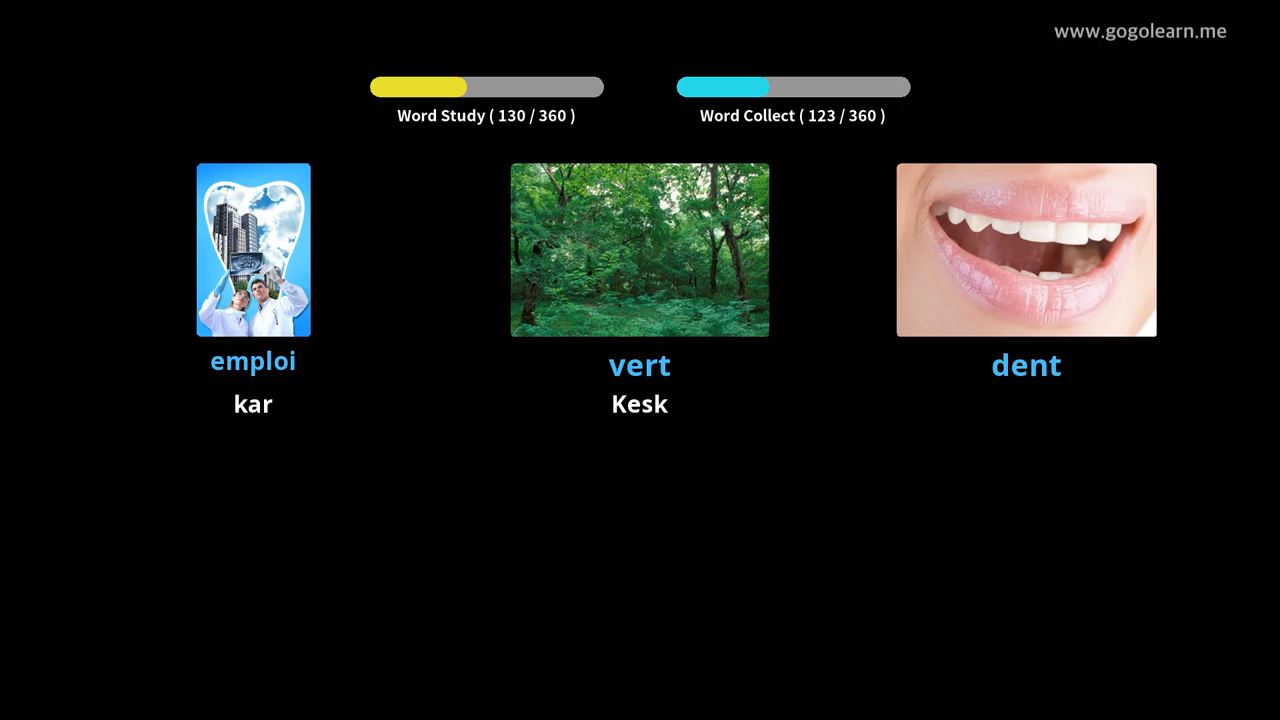 www.gogolearn.me
Word Study ( 130 / 360 )
Word Collect ( 123 / 360 )
emploi
vert
dent
kar
Kesk